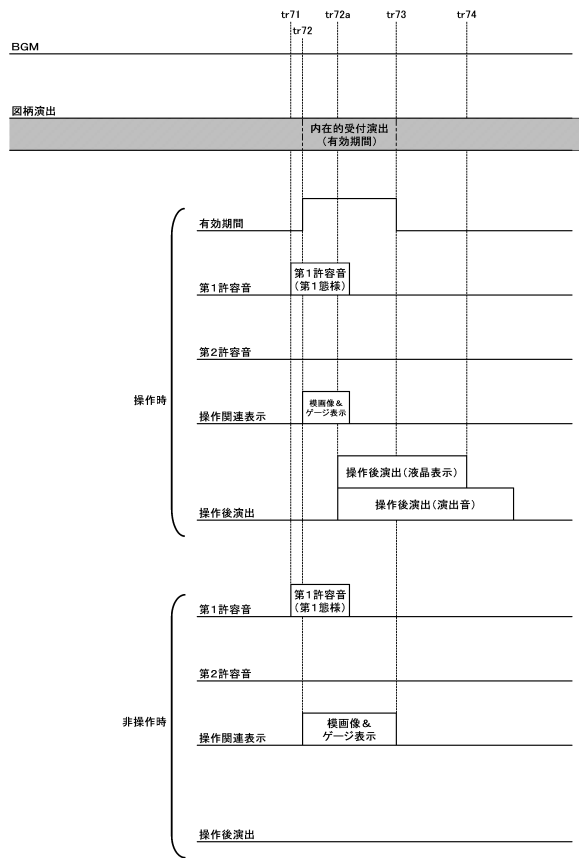 tr71
tr72
tr72a
tr73
tr74
BGM
図柄演出
内在的受付演出
(有効期間)
操作時
有効期間
第1許容音
第1許容音
(第1態様)
第2許容音
操作関連表示
模画像&
ゲージ表示
操作後演出(液晶表示)
操作後演出(演出音)
操作後演出
非操作時
第1許容音
第1許容音
(第1態様)
第2許容音
操作関連表示
模画像&
ゲージ表示
操作後演出